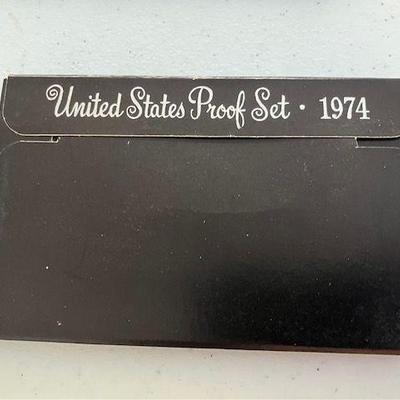 United States Proof Set · 1974